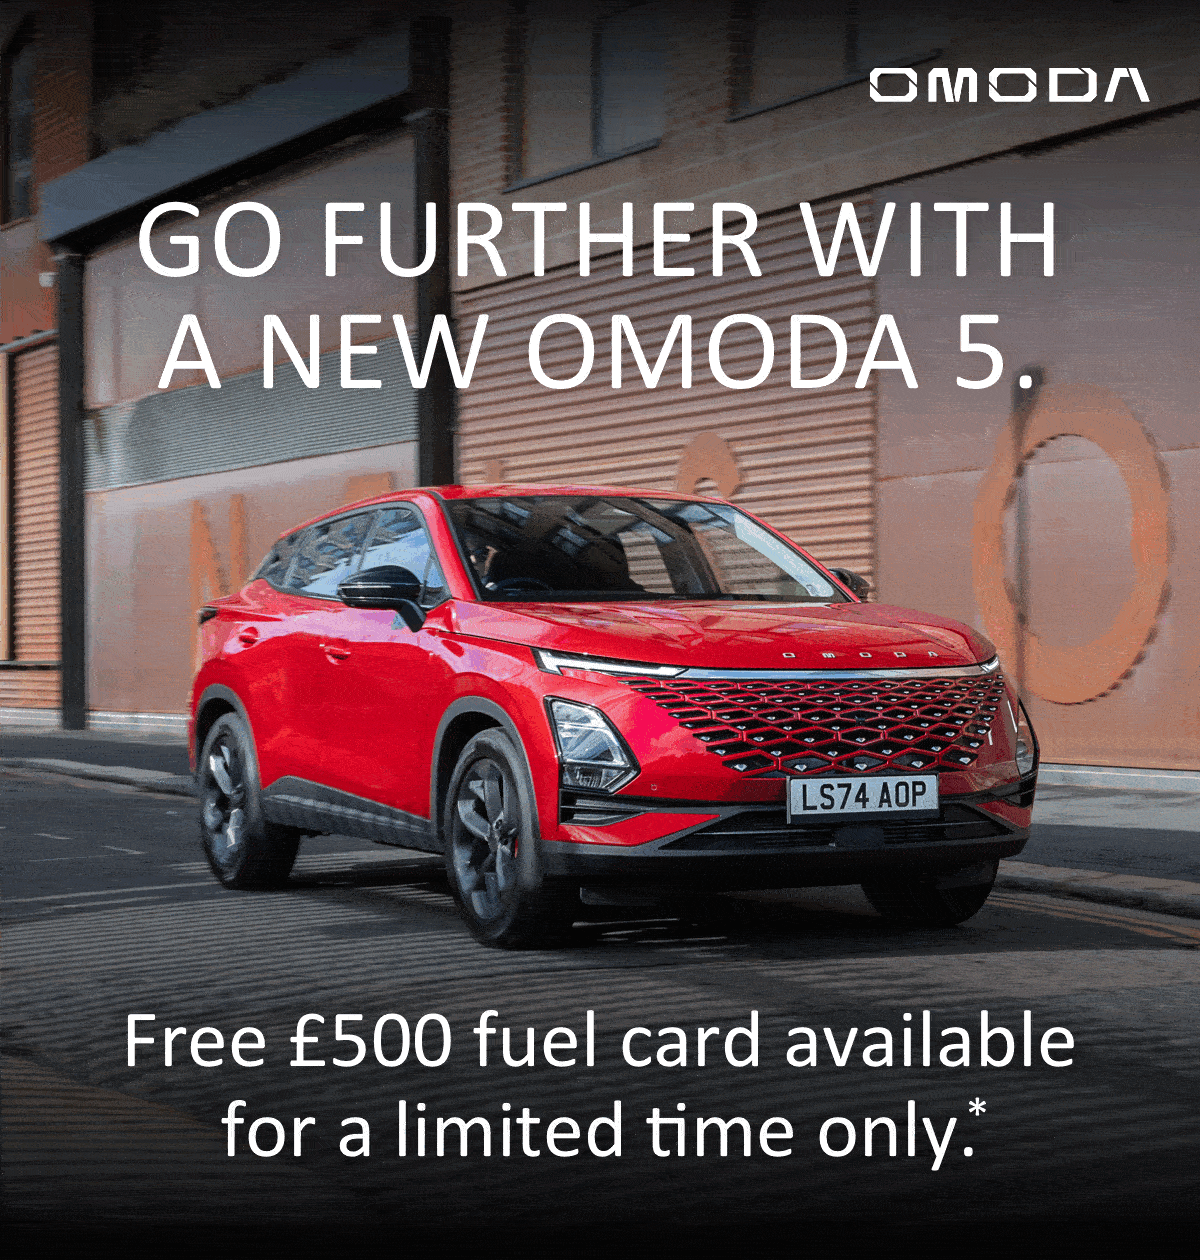 OMODA
GO FURTHER WITH
A NEW OMODA 5.
OMODA
LS74 AOP
Free £500 fuel card available
for a limited time only.*